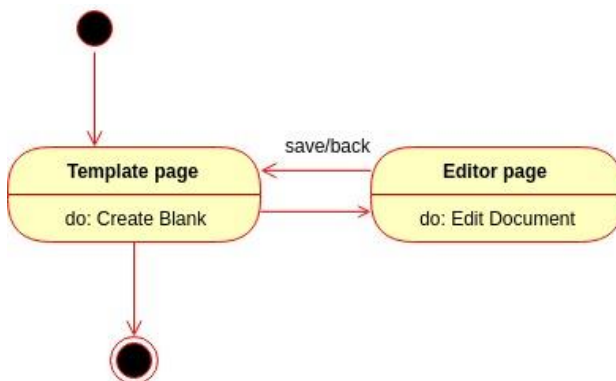 save/back
Template page
Editor page
do: Create Blank
do: Edit Document